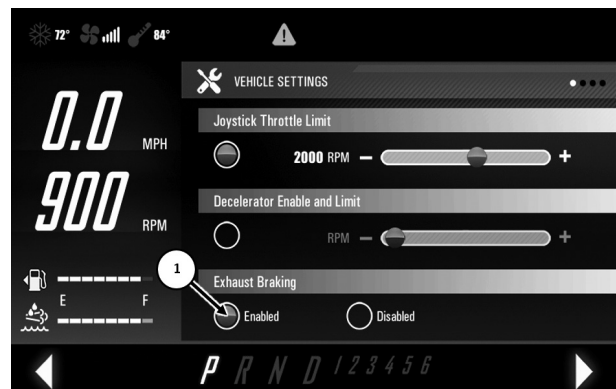 72° 84°
VEHICLE SETTINGS
0.0 MPH
Joystick Throttle Limit
2000 RPM − +
900 RPM
Decelerator Enable and Limit
RPM − +
1
Exhaust Braking
E F
Enabled Disabled
P R N D 1 2 3 4 5 6